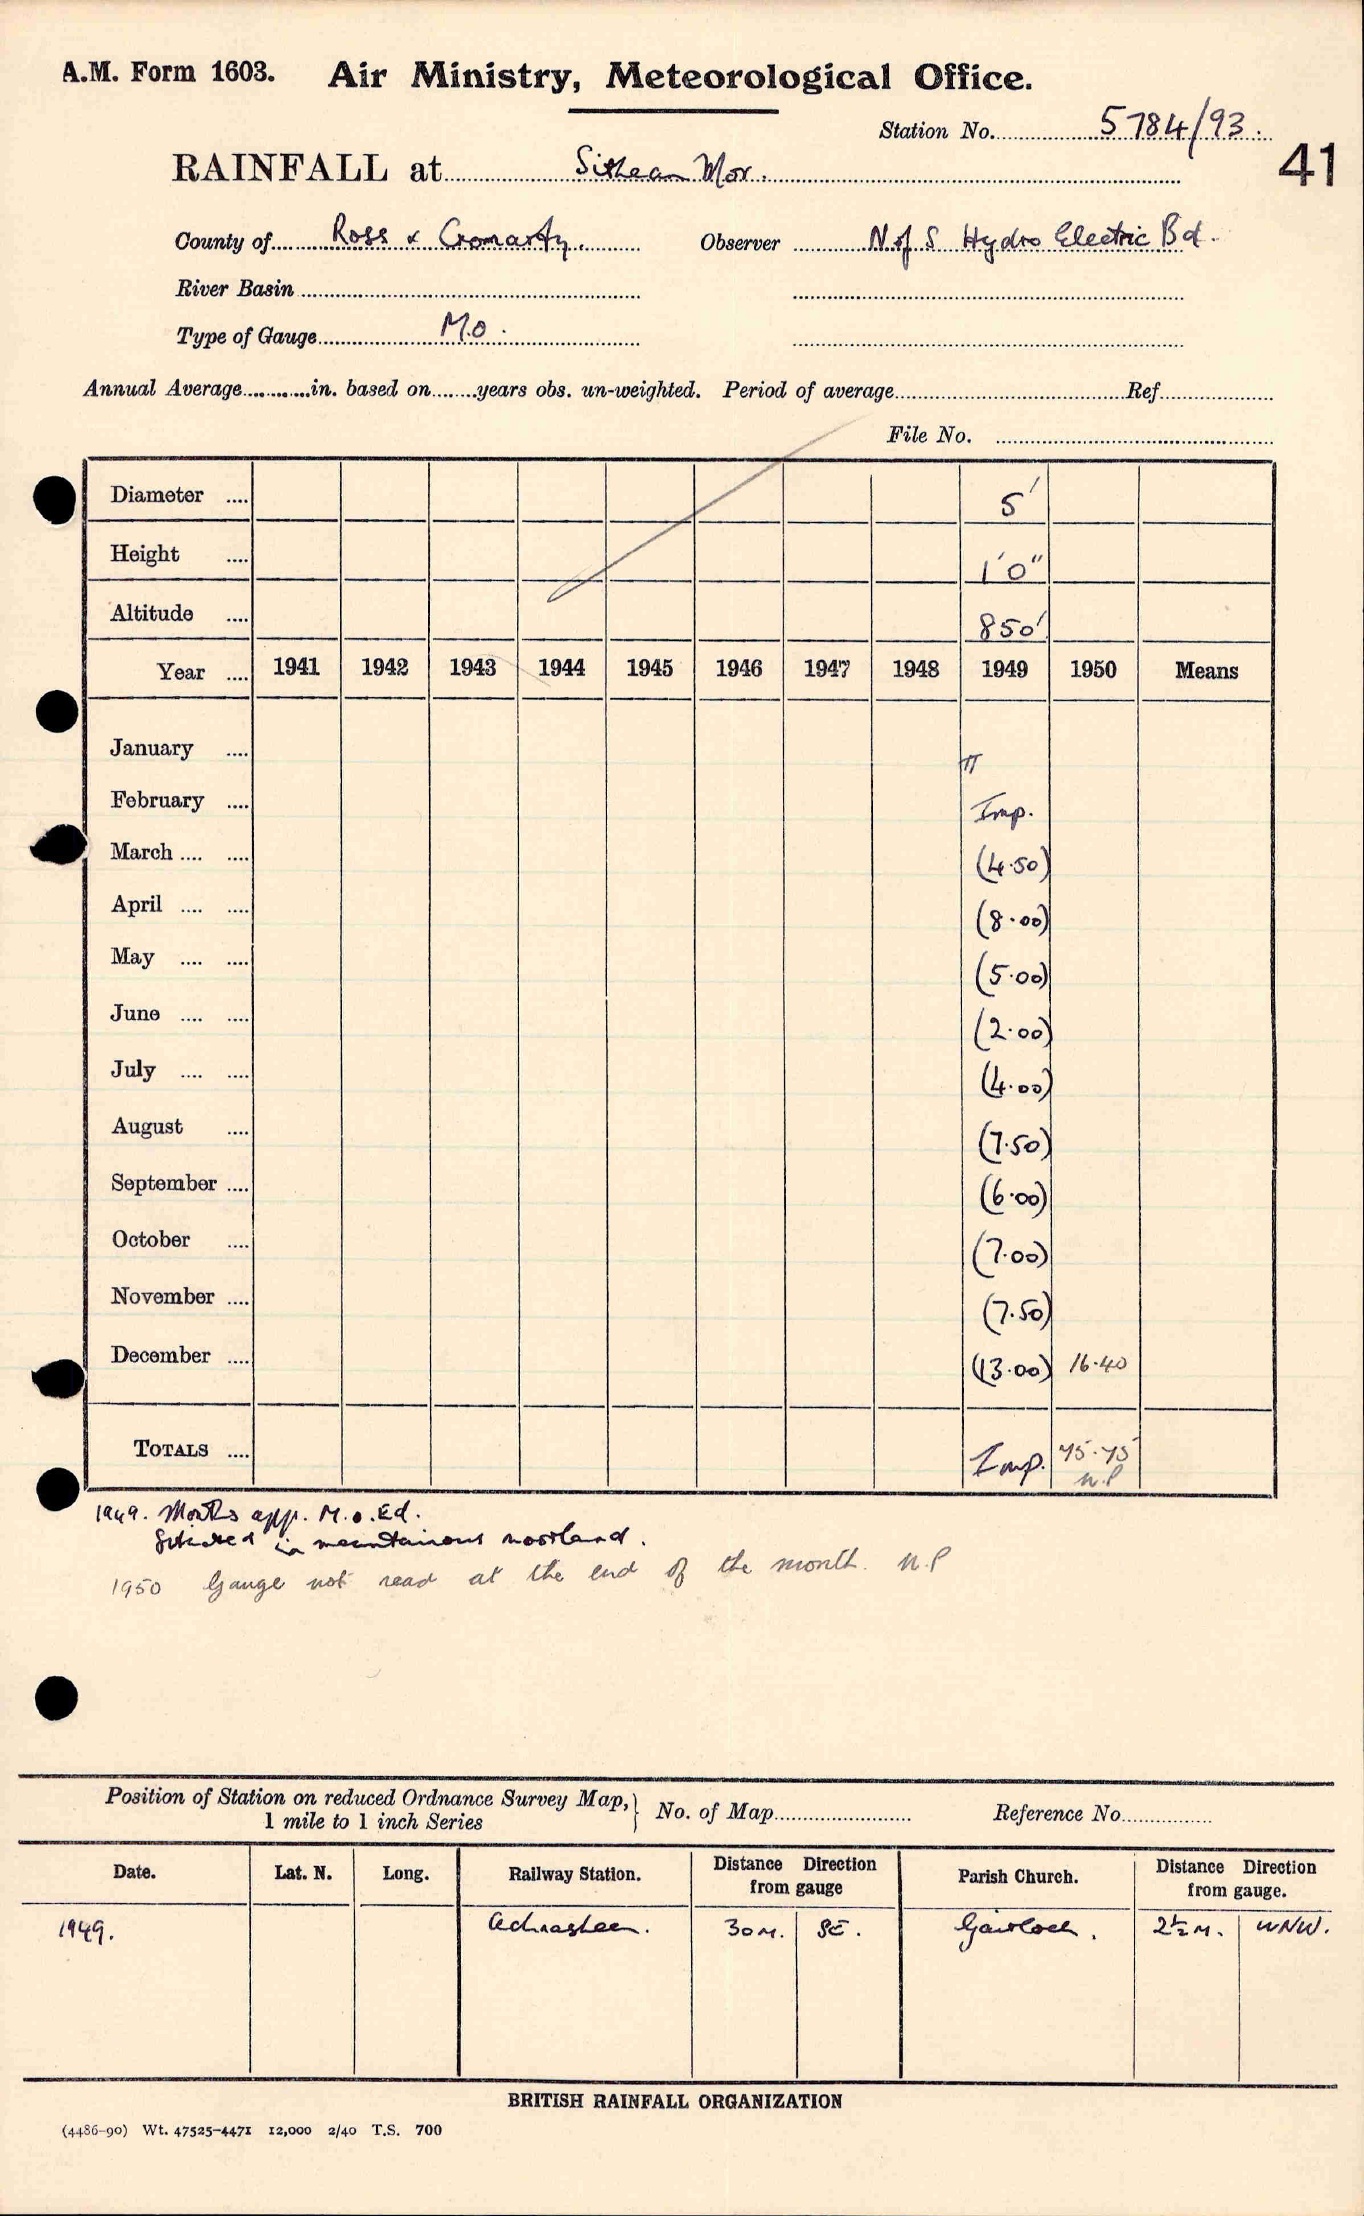 A.M. Form 1603. Air Ministry, Meteorological Office.
Station No. 5784/93.
41
RAINFALL at Sithean Mor.
County of Ross & Cromarty. Observer N of S Hydro Electric Bd.
River Basin
Type of Gauge M.O.
Annual Average in. based on years obs. un-weighted. Period of average Ref.
File No.
Diameter .... 5'
Height .... 1'0"
Altitude .... 850'
Year .... 1941 1942 1943 1944 1945 1946 1947 1948 1949 1950 Means
January ....
February .... Imp.
March .... .... (4.50)
April .... .... (8.00)
May .... .... (5.00)
June .... .... (2.00)
July .... .... (4.00)
August .... (7.50)
September .... (6.00)
October .... (7.00)
November .... (7.50)
December .... (13.00) 16.40
TOTALS .... Imp. 75.75
n.P
1949. Months app. M.O.Ed.
Situated in mountainous moorland.
1950 Gauge not read at the end of the month. n.P
Position of Station on reduced Ordnance Survey Map, 1 mile to 1 inch Series } No. of Map Reference No.
Date. Lat. N. Long. Railway Station. Distance Direction from gauge Parish Church. Distance Direction from gauge.
1949. Achnasheen. 30M. SE. Gairloch. 2½M. WNW.
BRITISH RAINFALL ORGANIZATION
(4486-90) Wt. 47525-4471 12,000 2/40 T.S. 700